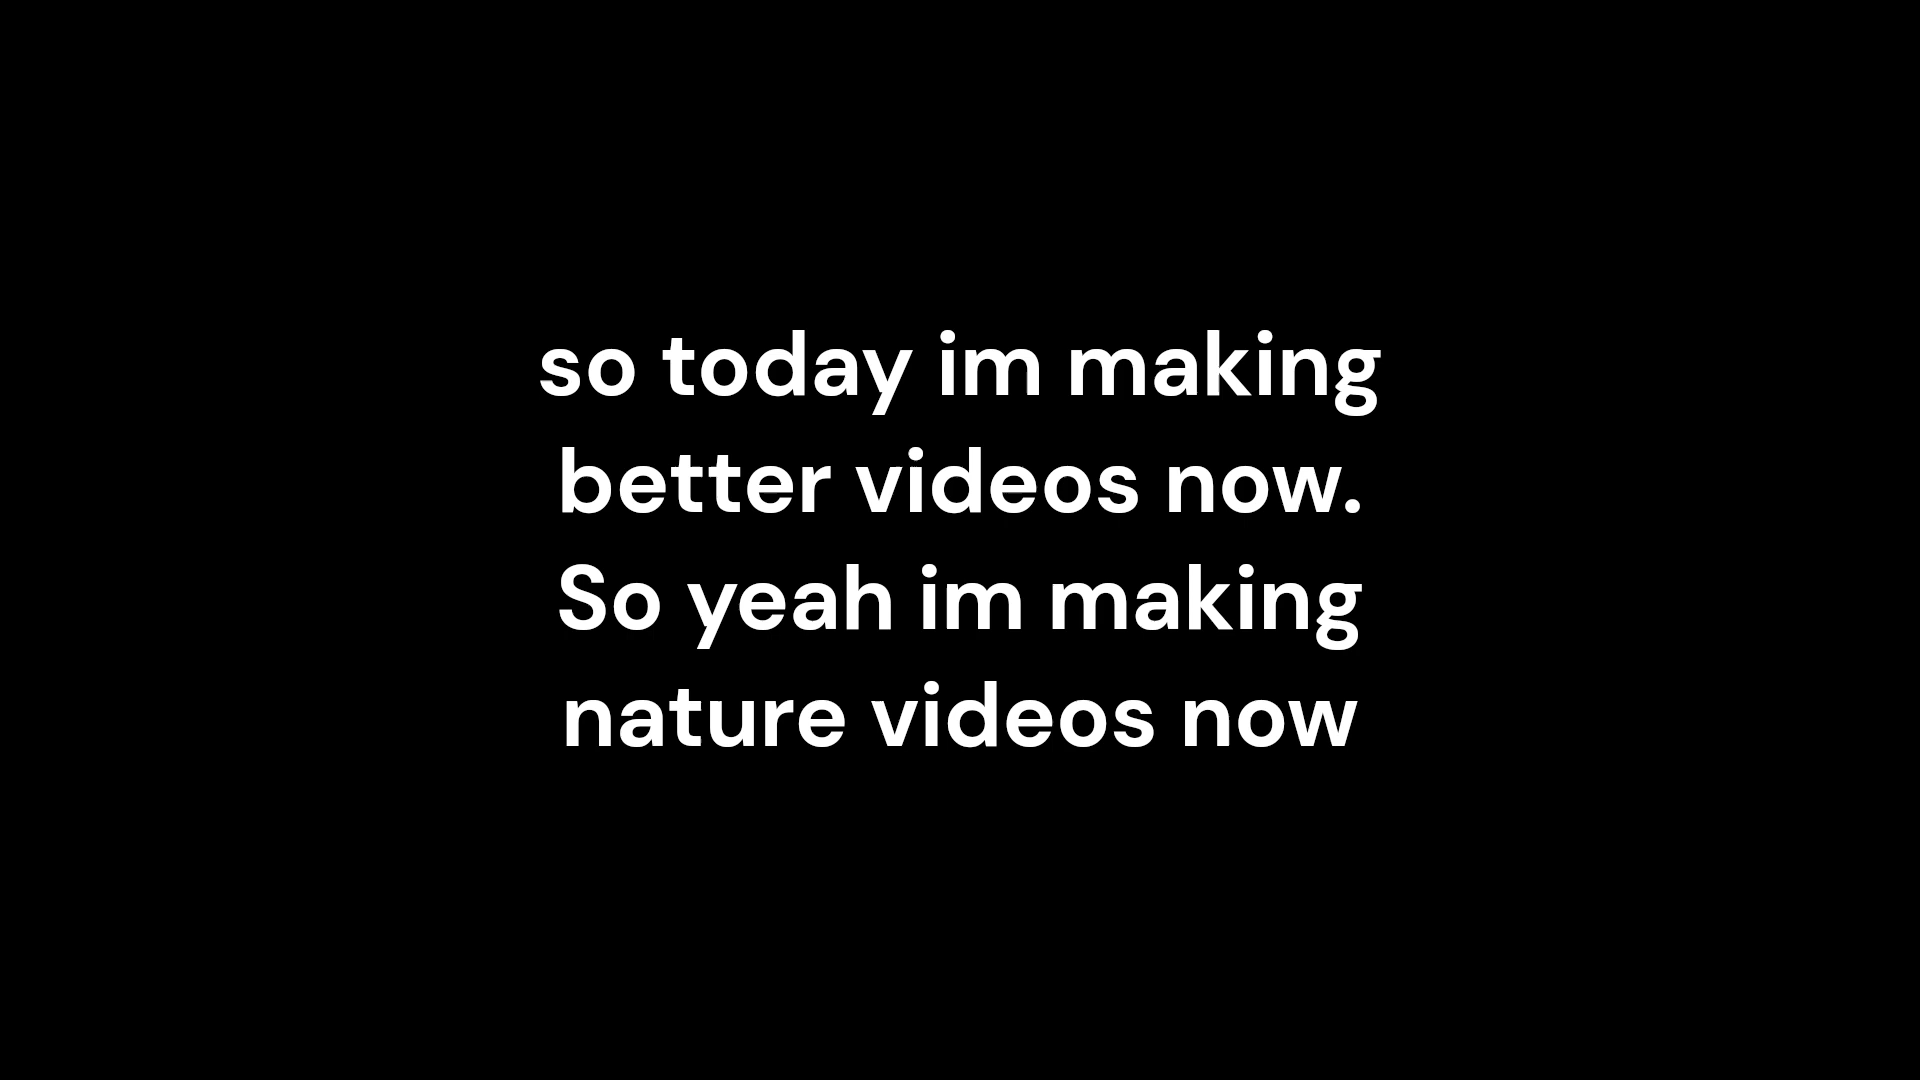 so today im making
better videos now.
So yeah im making
nature videos now